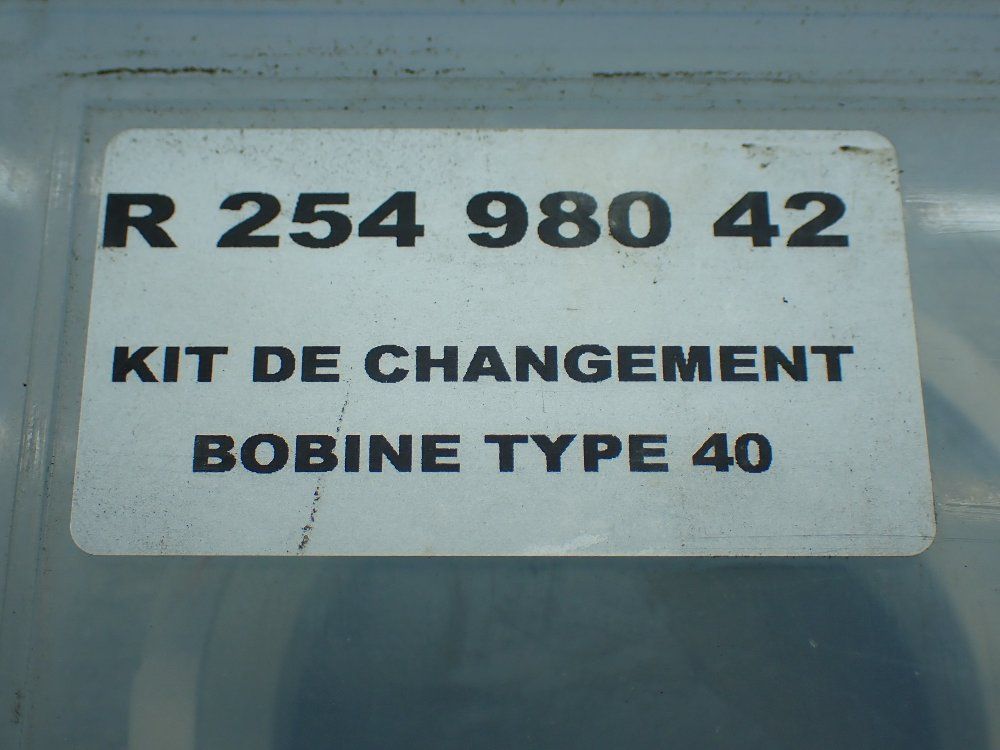 R 254 980 42
KIT DE CHANGEMENT
BOBINE TYPE 40